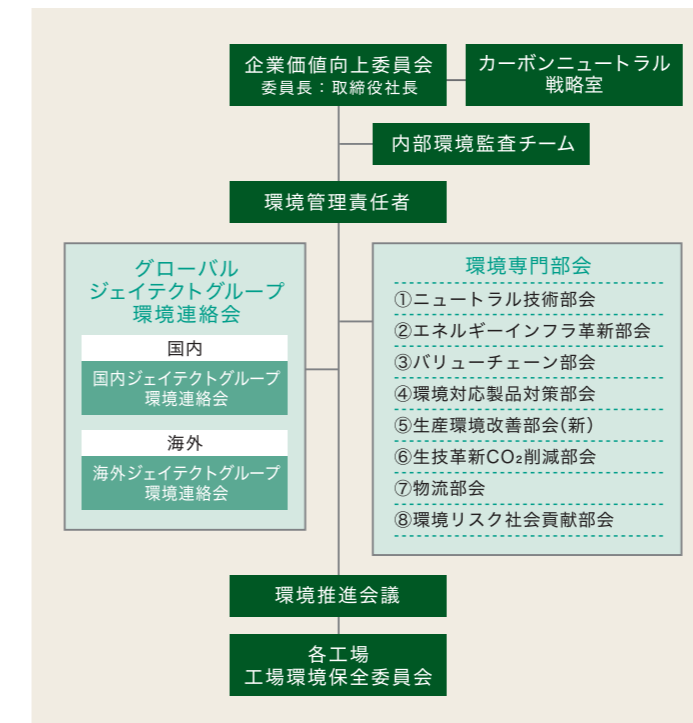 企業価値向上委員会
委員長：取締役社長
カーボンニュートラル
戦略室
内部環境監査チーム
環境管理責任者
グローバル
ジェイテクトグループ
環境連絡会
国内
国内ジェイテクトグループ
環境連絡会
海外
海外ジェイテクトグループ
環境連絡会
環境専門部会
①ニュートラル技術部会
②エネルギーインフラ革新部会
③バリューチェーン部会
④環境対応製品対策部会
⑤生産環境改善部会(新)
⑥生技革新CO₂削減部会
⑦物流部会
⑧環境リスク社会貢献部会
環境推進会議
各工場
工場環境保全委員会